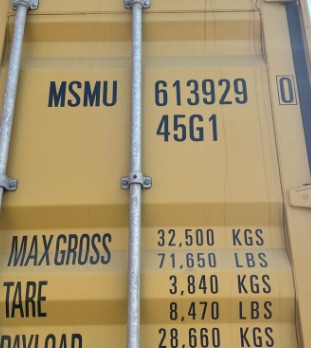 MSMU 613929 0
45G1
MAXGROSS 32,500 KGS
71,650 LBS
TARE 3,840 KGS
8,470 LBS
PAYLOAD 28,660 KGS